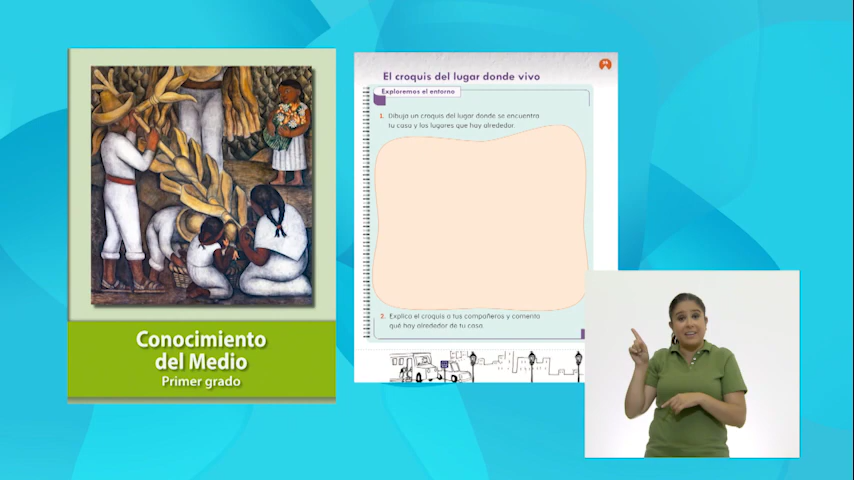 Conocimiento
del Medio
Primer grado
El croquis del lugar donde vivo
Exploremos el entorno
1. Dibuja un croquis del lugar donde se encuentra
tu casa y los lugares que hay alrededor.
2. Explica el croquis a tus compañeros y comenta
qué hay alrededor de tu casa.